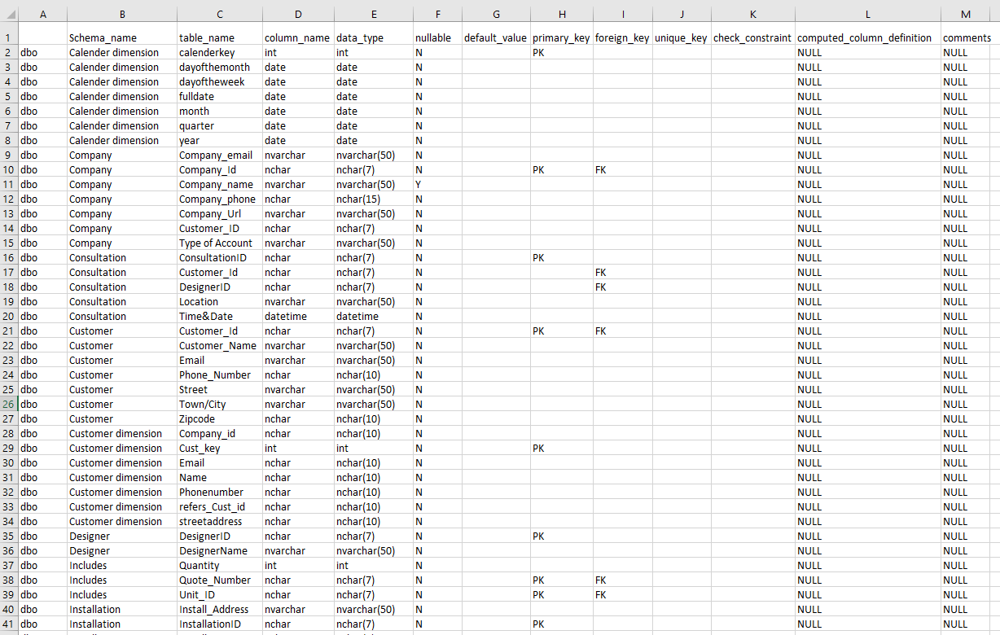 A B C D E F G H I J K L M
1 Schema_name table_name column_name data_type nullable default_value primary_key foreign_key unique_key check_constraint computed_column_definition comments
2 dbo Calender dimension calenderkey int int N PK NULL NULL
3 dbo Calender dimension dayofthemonth date date N NULL NULL
4 dbo Calender dimension dayoftheweek date date N NULL NULL
5 dbo Calender dimension fulldate date date N NULL NULL
6 dbo Calender dimension month date date N NULL NULL
7 dbo Calender dimension quarter date date N NULL NULL
8 dbo Calender dimension year date date N NULL NULL
9 dbo Company Company_email nvarchar nvarchar(50) N NULL NULL
10 dbo Company Company_Id nchar nchar(7) N PK FK NULL NULL
11 dbo Company Company_name nvarchar nvarchar(50) Y NULL NULL
12 dbo Company Company_phone nchar nchar(15) N NULL NULL
13 dbo Company Company_Url nvarchar nvarchar(50) N NULL NULL
14 dbo Company Customer_ID nchar nchar(7) N NULL NULL
15 dbo Company Type of Account nvarchar nvarchar(50) N NULL NULL
16 dbo Consultation ConsultationID nchar nchar(7) N PK NULL NULL
17 dbo Consultation Customer_Id nchar nchar(7) N FK NULL NULL
18 dbo Consultation DesignerID nchar nchar(7) N FK NULL NULL
19 dbo Consultation Location nvarchar nvarchar(50) N NULL NULL
20 dbo Consultation Time&Date datetime datetime N NULL NULL
21 dbo Customer Customer_Id nchar nchar(7) N PK FK NULL NULL
22 dbo Customer Customer_Name nvarchar nvarchar(50) N NULL NULL
23 dbo Customer Email nvarchar nvarchar(50) N NULL NULL
24 dbo Customer Phone_Number nchar nchar(10) N NULL NULL
25 dbo Customer Street nvarchar nvarchar(50) N NULL NULL
26 dbo Customer Town/City nvarchar nvarchar(50) N NULL NULL
27 dbo Customer Zipcode nchar nchar(10) N NULL NULL
28 dbo Customer dimension Company_id nchar nchar(10) N NULL NULL
29 dbo Customer dimension Cust_key int int N PK NULL NULL
30 dbo Customer dimension Email nchar nchar(10) N NULL NULL
31 dbo Customer dimension Name nchar nchar(10) N NULL NULL
32 dbo Customer dimension Phonenumber nchar nchar(10) N NULL NULL
33 dbo Customer dimension refers_Cust_id nchar nchar(10) N NULL NULL
34 dbo Customer dimension streetaddress nchar nchar(10) N NULL NULL
35 dbo Designer DesignerID nchar nchar(7) N PK NULL NULL
36 dbo Designer DesignerName nvarchar nvarchar(50) N NULL NULL
37 dbo Includes Quantity int int N NULL NULL
38 dbo Includes Quote_Number nchar nchar(7) N PK FK NULL NULL
39 dbo Includes Unit_ID nchar nchar(7) N PK FK NULL NULL
40 dbo Installation Install_Address nvarchar nvarchar(50) N NULL NULL
41 dbo Installation InstallationID nchar nchar(7) N PK NULL NULL